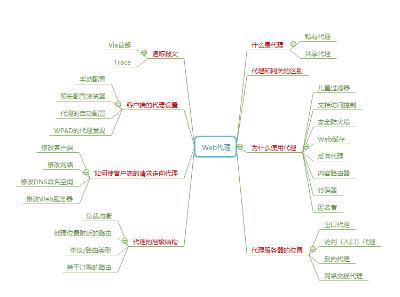 Web代理
什么是代理
私有代理
共享代理
代理和网关的区别
为什么使用代理
儿童过滤器
文档访问控制
安全防火墙
Web缓存
反向代理
内容路由器
转码器
匿名者
代理服务器的位置
出口代理
访问（入口）代理
反向代理
网络交换代理
追踪报文
Via首部
Trace
客户端的代理设置
手动配置
预先配置浏览器
代理的自动配置
WPAD的代理发现
如何使客户端的请求走向代理
修改客户端
修改网络
修改DNS命名空间
修改Web服务器
代理的层级结构
负载均衡
地理位置附近的路由
协议/路由类型
基于订购的路由